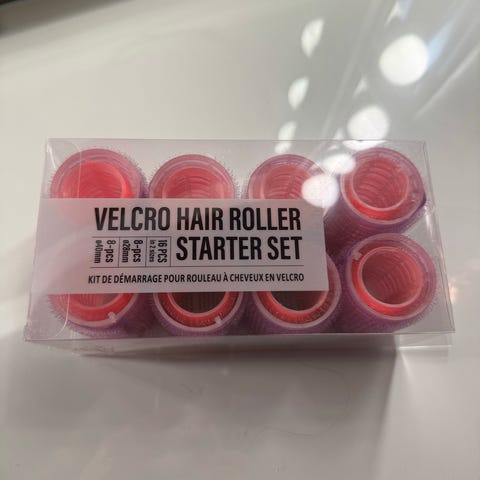 VELCRO HAIR ROLLER
STARTER SET
16 PCS
in 2 sizes
8-pcs
ø28mm
8-pcs
ø40mm
KIT DE DÉMARRAGE POUR ROULEAU À CHEVEUX EN VELCRO